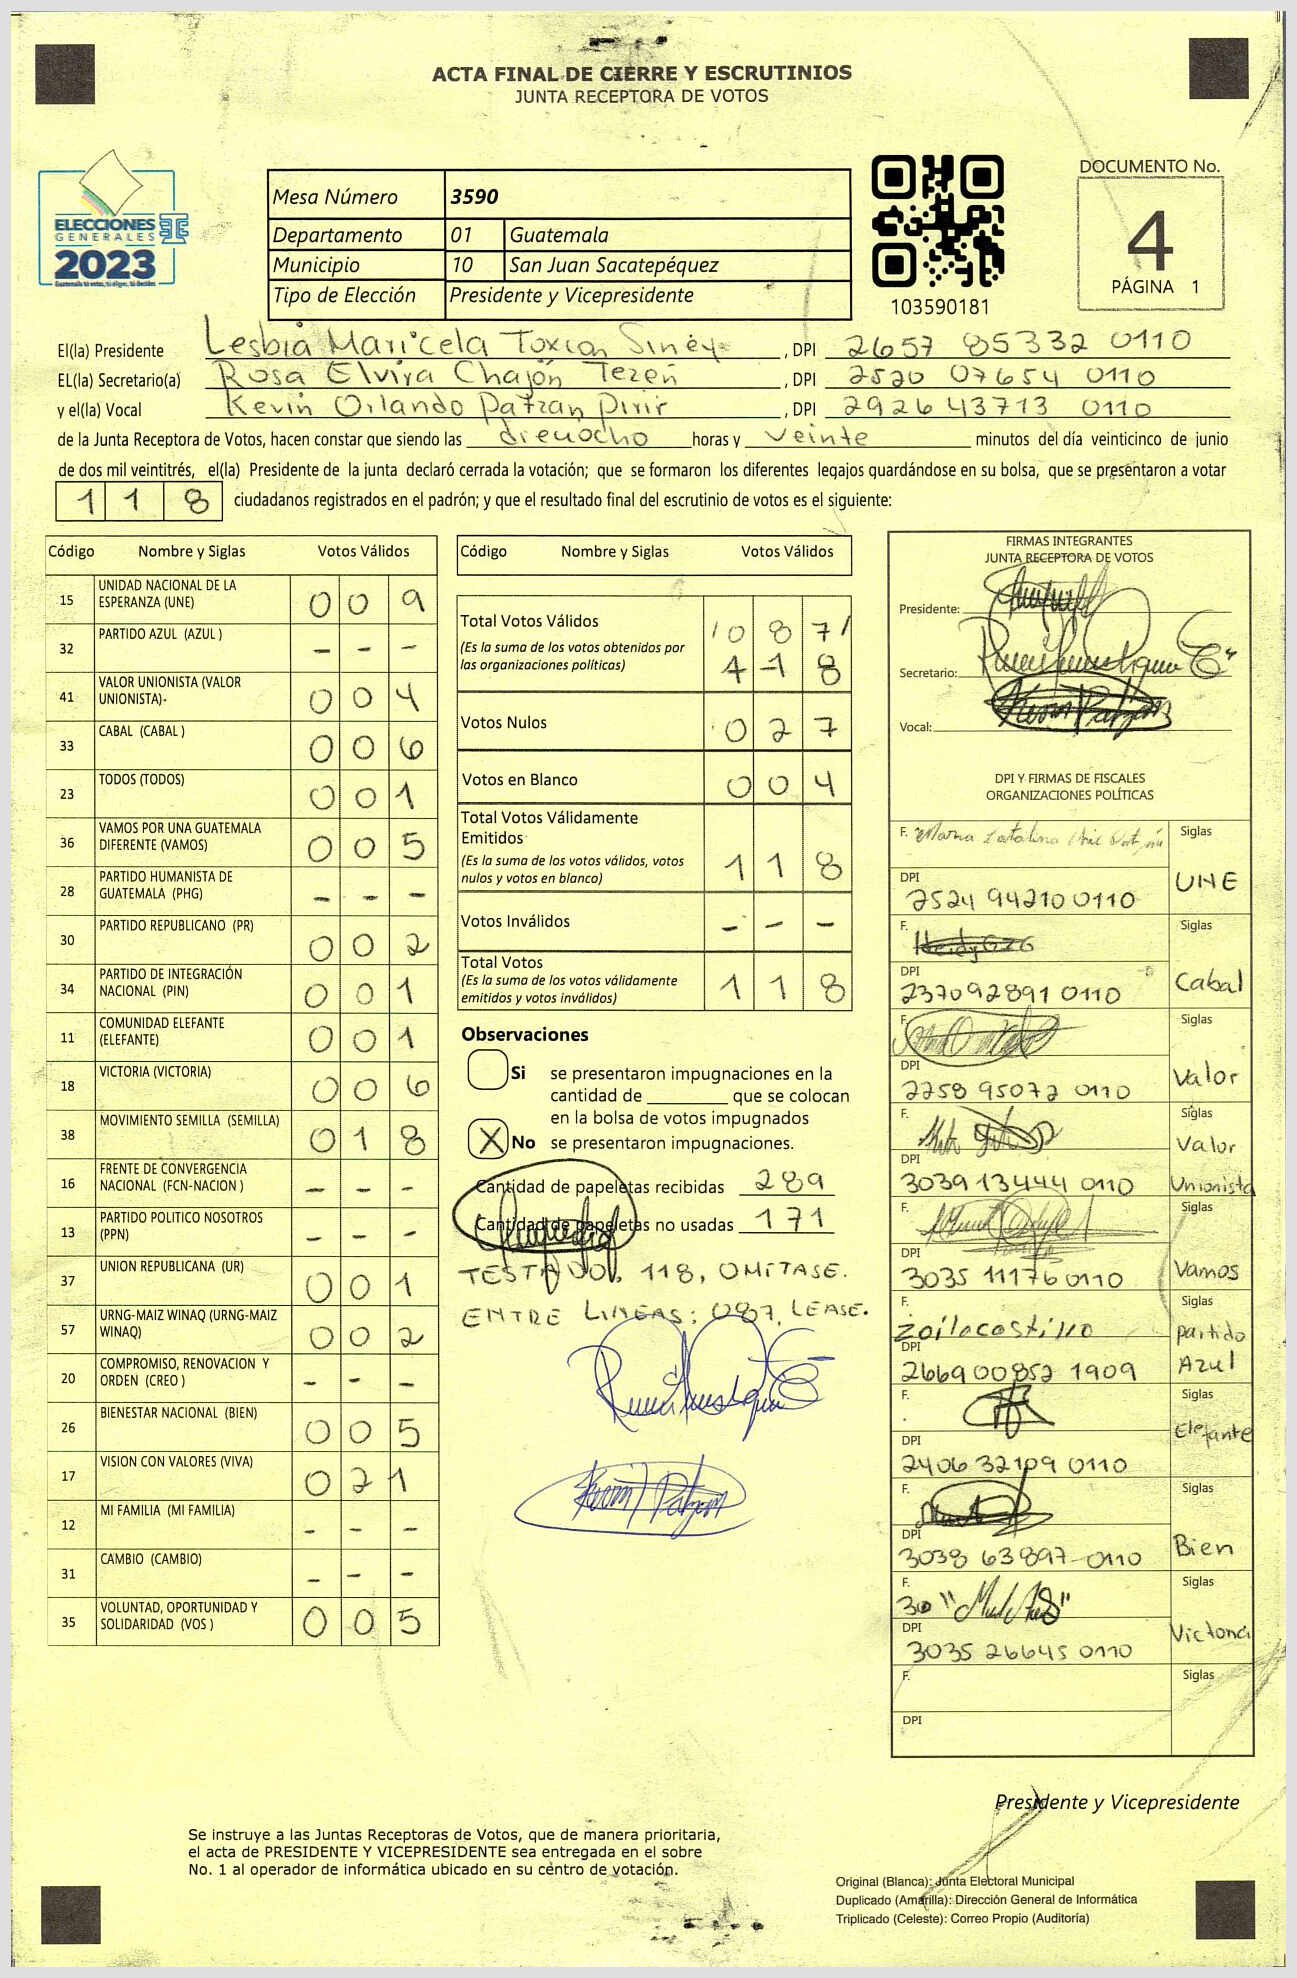 ACTA FINAL DE CIERRE Y ESCRUTINIOS
JUNTA RECEPTORA DE VOTOS
ELECCIONES
GENERALES
2023
Mesa Número 3590
Departamento 01 Guatemala
Municipio 10 San Juan Sacatepéquez
Tipo de Elección Presidente y Vicepresidente
103590181
DOCUMENTO No.
4
PÁGINA 1
El(la) Presidente Lesbia Maricela Toxcon , DPI 2657 85332 0110
EL(la) Secretario(a) Rosa Elvira Chajón Tezeñ , DPI 2520 07654 0110
y el(la) Vocal Kevin Orlando Patzan Pirir , DPI 2926 43713 0110
de la Junta Receptora de Votos, hacen constar que siendo las dieciocho horas y veinte minutos del día veinticinco de junio
de dos mil veintitrés, el(la) Presidente de la junta declaró cerrada la votación; que se formaron los diferentes legajos guardándose en su bolsa, que se presentaron a votar
118 ciudadanos registrados en el padrón; y que el resultado final del escrutinio de votos es el siguiente:
Código Nombre y Siglas Votos Válidos
15 UNIDAD NACIONAL DE LA ESPERANZA (UNE) 0 0 9
32 PARTIDO AZUL (AZUL ) - - -
41 VALOR UNIONISTA (VALOR UNIONISTA)- 0 0 4
33 CABAL (CABAL ) 0 0 6
23 TODOS (TODOS) 0 0 1
36 VAMOS POR UNA GUATEMALA DIFERENTE (VAMOS) 0 0 5
28 PARTIDO HUMANISTA DE GUATEMALA (PHG) - - -
30 PARTIDO REPUBLICANO (PR) 0 0 2
34 PARTIDO DE INTEGRACIÓN NACIONAL (PIN) 0 0 1
11 COMUNIDAD ELEFANTE (ELEFANTE) 0 0 1
18 VICTORIA (VICTORIA) 0 0 6
38 MOVIMIENTO SEMILLA (SEMILLA) 0 1 8
16 FRENTE DE CONVERGENCIA NACIONAL (FCN-NACION ) - - -
13 PARTIDO POLITICO NOSOTROS (PPN) - - -
37 UNION REPUBLICANA (UR) 0 0 1
57 URNG-MAIZ WINAQ (URNG-MAIZ WINAQ) 0 0 2
20 COMPROMISO, RENOVACION Y ORDEN (CREO ) - - -
26 BIENESTAR NACIONAL (BIEN) 0 0 5
17 VISION CON VALORES (VIVA) 0 2 1
12 MI FAMILIA (MI FAMILIA) - - -
31 CAMBIO (CAMBIO) - - -
35 VOLUNTAD, OPORTUNIDAD Y SOLIDARIDAD (VOS ) 0 0 5
Código Nombre y Siglas Votos Válidos
Total Votos Válidos /0 8 7/
(Es la suma de los votos obtenidos por
las organizaciones políticas) 1 1 8
Votos Nulos 0 2 7
Votos en Blanco 0 0 4
Total Votos Válidamente
Emitidos
(Es la suma de los votos válidos, votos
nulos y votos en blanco) 1 1 8
Votos Inválidos - - -
Total Votos
(Es la suma de los votos válidamente
emitidos y votos inválidos) 1 1 8
Observaciones
Si se presentaron impugnaciones en la
cantidad de ________ que se colocan
en la bolsa de votos impugnados
X No se presentaron impugnaciones.
Cantidad de papeletas recibidas 289
Cantidad de papeletas no usadas 171
TESTADO, 118, OMITASE.
ENTRE LINEAS: 087, LEASE.
Kevin Patzan
FIRMAS INTEGRANTES
JUNTA RECEPTORA DE VOTOS
Presidente:
Secretario:
Vocal: Kevin Patzan
DPI Y FIRMAS DE FISCALES
ORGANIZACIONES POLÍTICAS
F. Maria Catalina Siglas
DPI 2524 94210 0110 UNE
F. Heidy Siglas
DPI 237092891 0110 Cabal
F. Siglas
DPI 2258 95072 0110 Valor
F. Siglas Valor
DPI 3039 13444 0110 Unionista
F. Siglas
DPI 3035 11176 0110 Vamos
F. Zoilacastillo Siglas partido
DPI 266900852 1909 Azul
F. Siglas
DPI 2406 32109 0110 Elefante
F. Siglas
DPI 3038 63897 0110 Bien
F. Siglas
DPI 3035 26645 0110 Victoria
F. Siglas
DPI
Presidente y Vicepresidente
Se instruye a las Juntas Receptoras de Votos, que de manera prioritaria,
el acta de PRESIDENTE Y VICEPRESIDENTE sea entregada en el sobre
No. 1 al operador de informática ubicado en su centro de votación.
Original (Blanca): Junta Electoral Municipal
Duplicado (Amarilla): Dirección General de Informática
Triplicado (Celeste): Correo Propio (Auditoría)